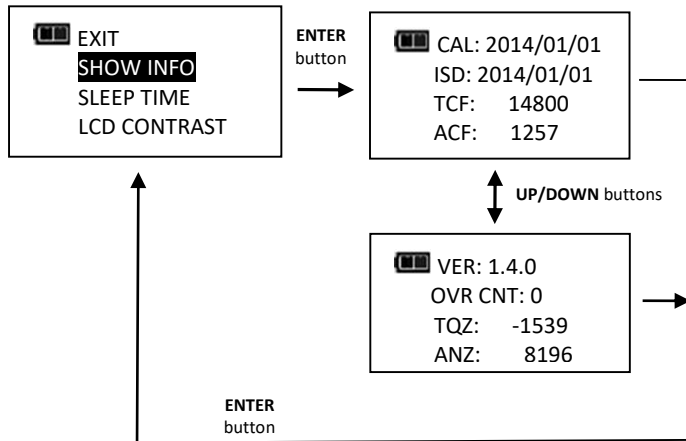 EXIT
SHOW INFO
SLEEP TIME
LCD CONTRAST
ENTER
button
CAL: 2014/01/01
ISD: 2014/01/01
TCF: 14800
ACF: 1257
UP/DOWN buttons
VER: 1.4.0
OVR CNT: 0
TQZ: -1539
ANZ: 8196
ENTER
button